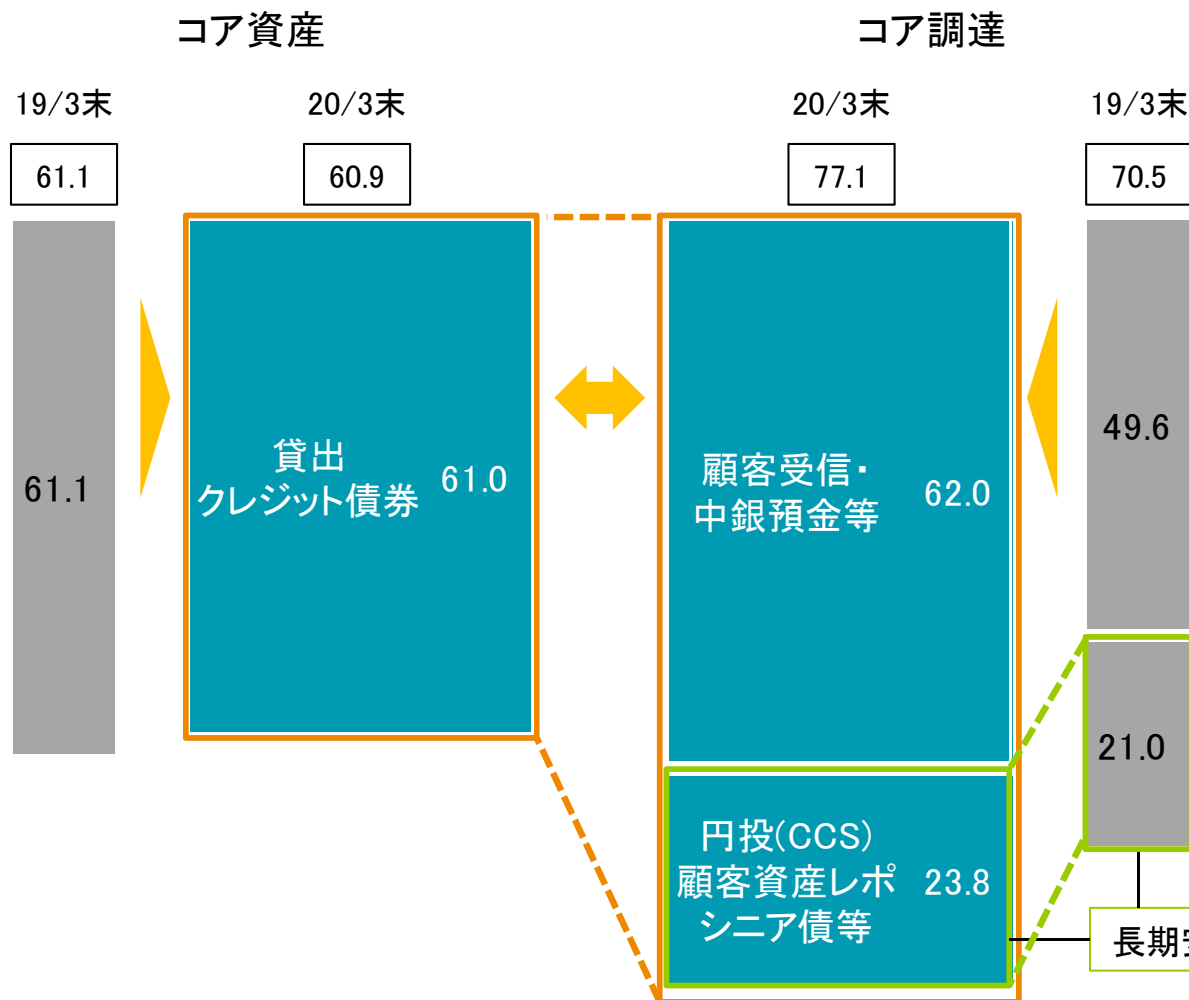 コア資産
コア調達
19/3末
20/3末
20/3末
19/3末
61.1
60.9
77.1
70.5
61.1
貸出
クレジット債券
61.0
顧客受信・
中銀預金等
62.0
49.6
円投(CCS)
顧客資産レポ
シニア債等
23.8
21.0
長期